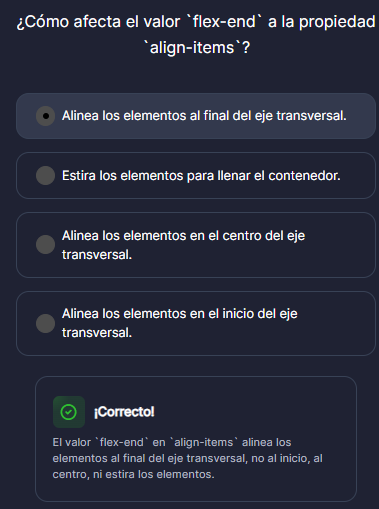 ¿Cómo afecta el valor `flex-end` a la propiedad
`align-items`?
Alinea los elementos al final del eje transversal.
Estira los elementos para llenar el contenedor.
Alinea los elementos en el centro del eje
transversal.
Alinea los elementos en el inicio del eje
transversal.
¡Correcto!
El valor `flex-end` en `align-items` alinea los
elementos al final del eje transversal, no al inicio, al
centro, ni estira los elementos.